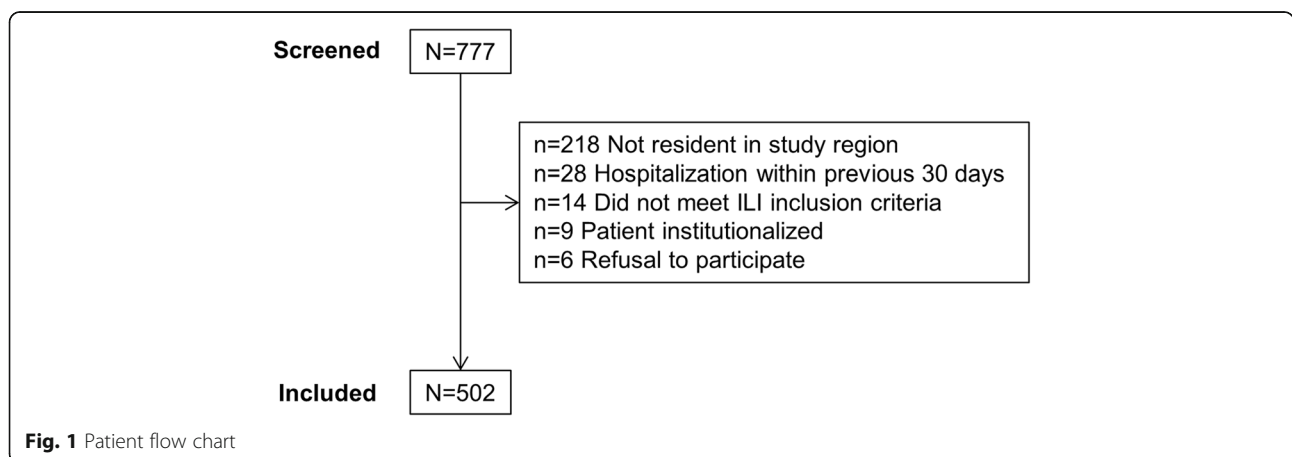 Screened N=777
n=218 Not resident in study region
n=28 Hospitalization within previous 30 days
n=14 Did not meet ILI inclusion criteria
n=9 Patient institutionalized
n=6 Refusal to participate
Included N=502
Fig. 1 Patient flow chart